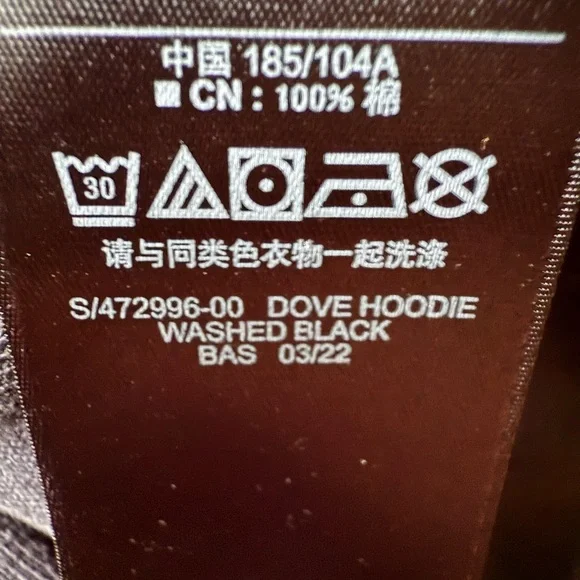 中国 185/104A
CN: 100% 棉
30
请与同类色衣物一起洗涤
S/472996-00 DOVE HOODIE
WASHED BLACK
BAS 03/22